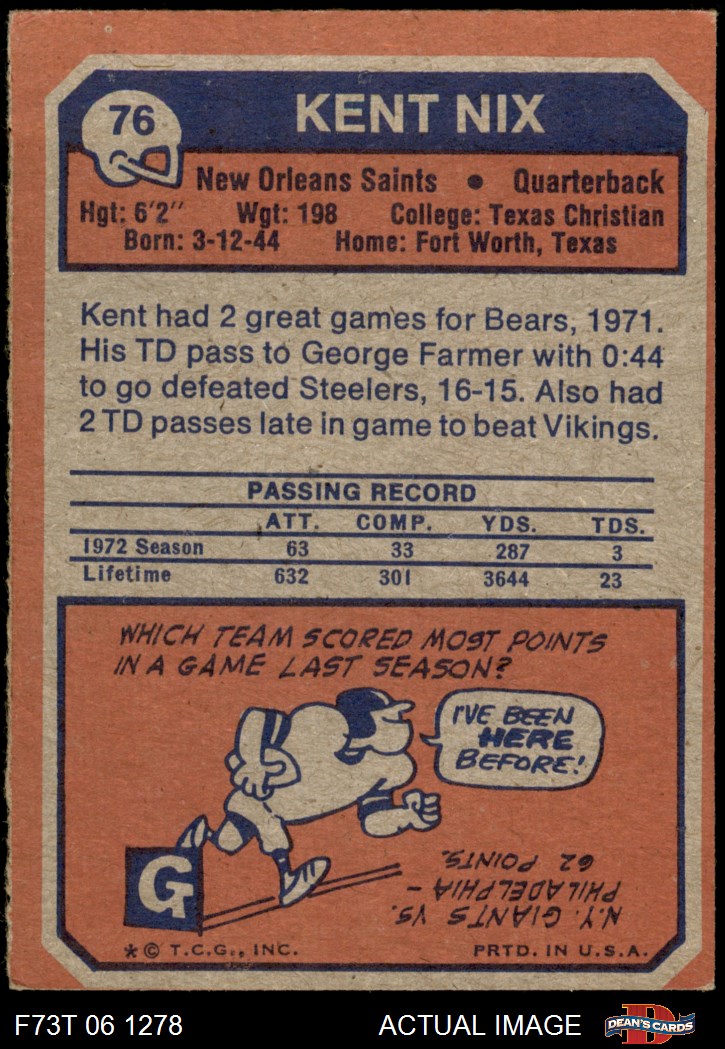 76
KENT NIX
New Orleans Saints • Quarterback
Hgt: 6'2" Wgt: 198 College: Texas Christian
Born: 3-12-44 Home: Fort Worth, Texas
Kent had 2 great games for Bears, 1971.
His TD pass to George Farmer with 0:44
to go defeated Steelers, 16-15. Also had
2 TD passes late in game to beat Vikings.
PASSING RECORD
ATT. COMP. YDS. TDS.
1972 Season 63 33 287 3
Lifetime 632 301 3644 23
WHICH TEAM SCORED MOST POINTS
IN A GAME LAST SEASON?
I'VE BEEN
HERE
BEFORE!
G
N.Y. GIANTS VS.
PHILADELPHIA –
62 POINTS.
* © T.C.G., INC. PRTD. IN U.S.A.
F73T 06 1278 ACTUAL IMAGE
D
DEAN'S CARDS